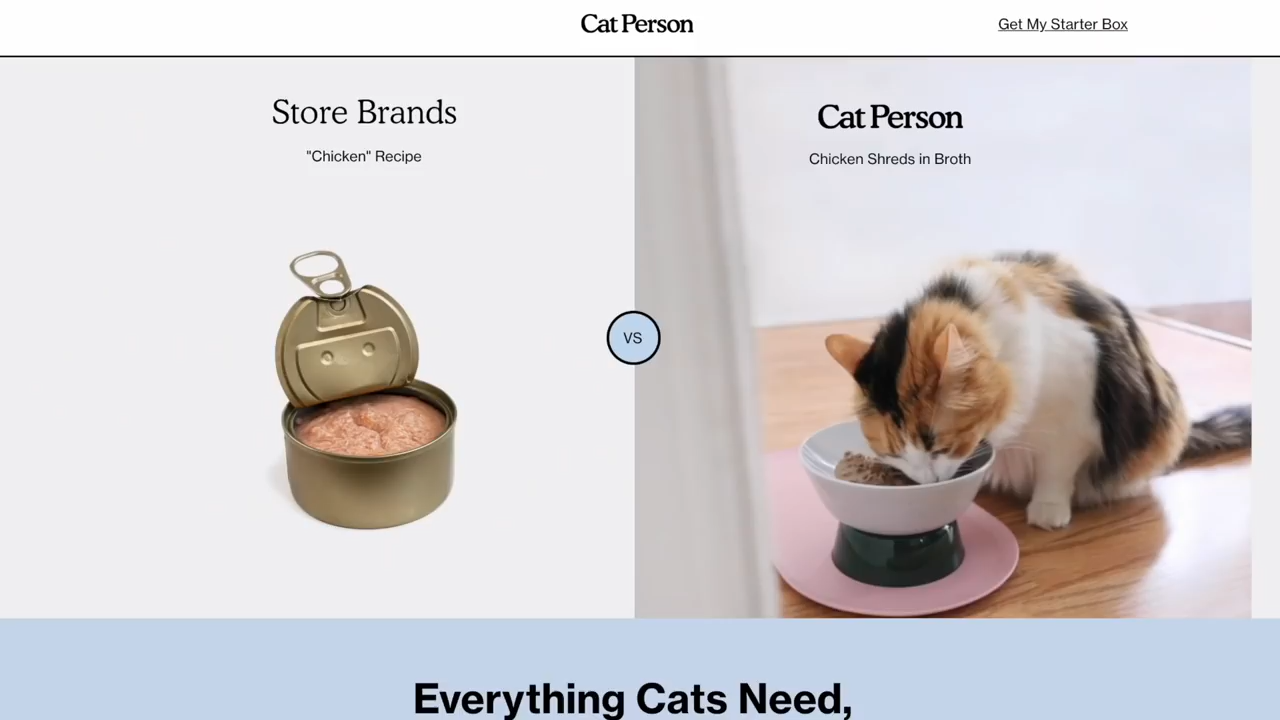 Cat Person
Get My Starter Box
Store Brands
"Chicken" Recipe
VS
Cat Person
Chicken Shreds in Broth
Everything Cats Need,